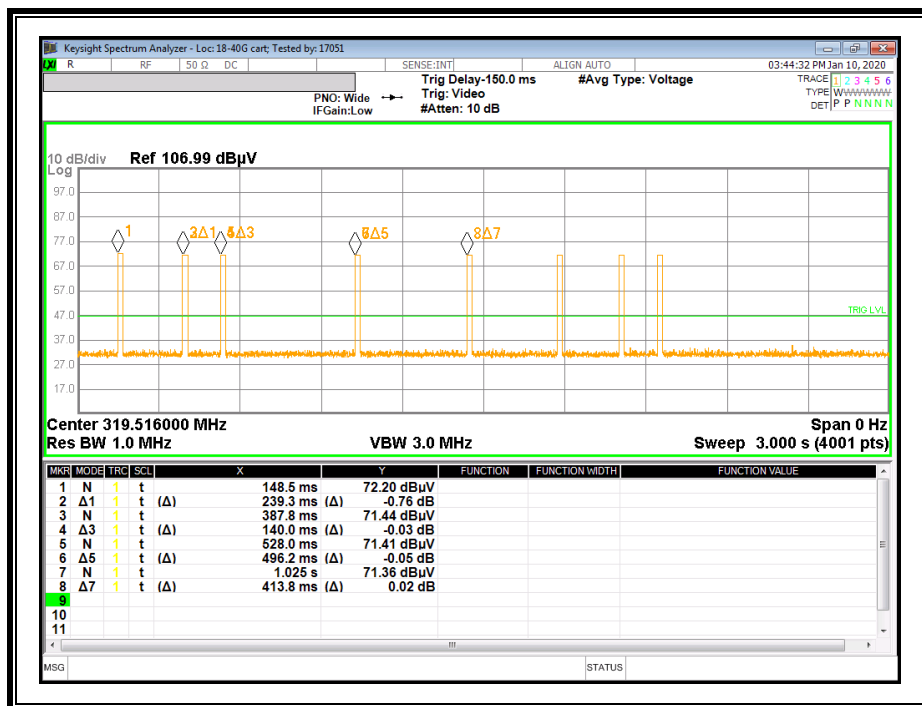 Keysight Spectrum Analyzer - Loc: 18-40G cart; Tested by: 17051
LXI R RF 50 Ω DC SENSE:INT ALIGN AUTO 03:44:32 PM Jan 10, 2020
Trig Delay-150.0 ms #Avg Type: Voltage TRACE 1 2 3 4 5 6
PNO: Wide Trig: Video TYPE WWWWWWW
IFGain:Low #Atten: 10 dB DET P P N N N N
10 dB/div Ref 106.99 dBµV
Log
97.0
87.0
77.0 1 2Δ1 4Δ3 6Δ5 8Δ7
67.0
57.0
47.0 TRIG LVL
37.0
27.0
17.0
Center 319.516000 MHz Span 0 Hz
Res BW 1.0 MHz VBW 3.0 MHz Sweep 3.000 s (4001 pts)
MKR MODE TRC SCL X Y FUNCTION FUNCTION WIDTH FUNCTION VALUE
1 N 1 t 148.5 ms 72.20 dBµV
2 Δ1 1 t (Δ) 239.3 ms (Δ) -0.76 dB
3 N 1 t 387.8 ms 71.44 dBµV
4 Δ3 1 t (Δ) 140.0 ms (Δ) -0.03 dB
5 N 1 t 528.0 ms 71.41 dBµV
6 Δ5 1 t (Δ) 496.2 ms (Δ) -0.05 dB
7 N 1 t 1.025 s 71.36 dBµV
8 Δ7 1 t (Δ) 413.8 ms (Δ) 0.02 dB
9
10
11
MSG STATUS